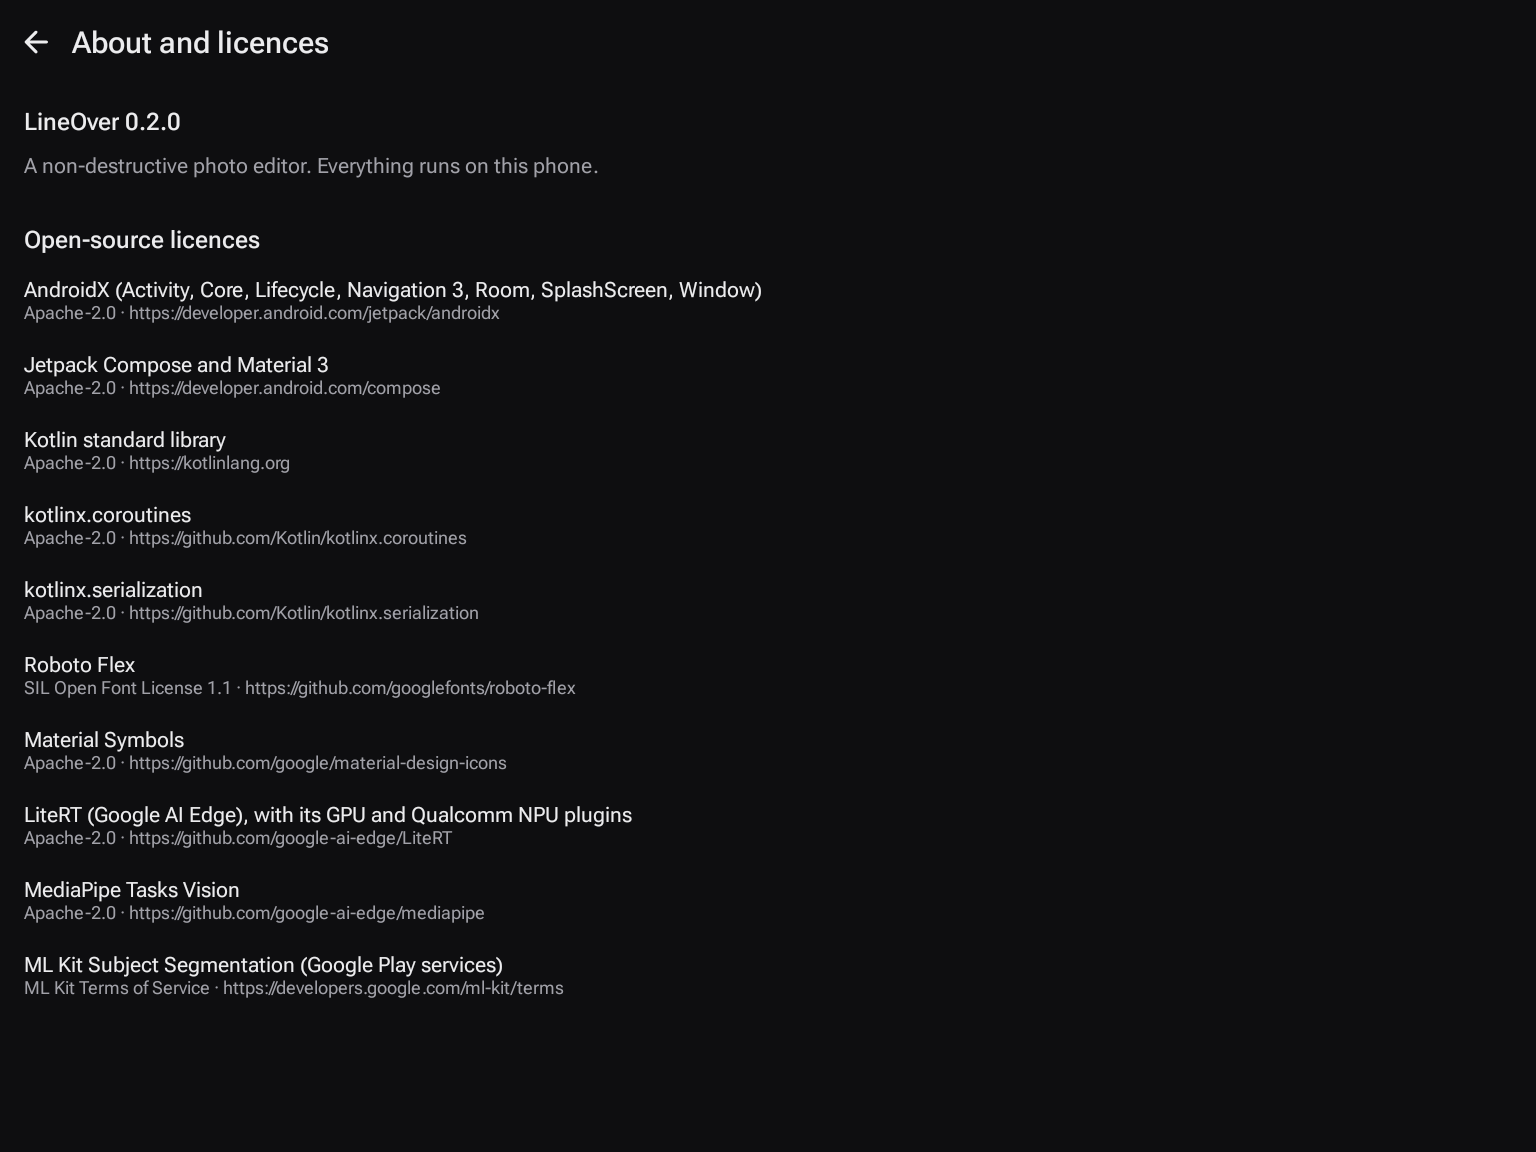 About and licences
LineOver 0.2.0
A non-destructive photo editor. Everything runs on this phone.
Open-source licences
AndroidX (Activity, Core, Lifecycle, Navigation 3, Room, SplashScreen, Window)
Apache-2.0 · https://developer.android.com/jetpack/androidx
Jetpack Compose and Material 3
Apache-2.0 · https://developer.android.com/compose
Kotlin standard library
Apache-2.0 · https://kotlinlang.org
kotlinx.coroutines
Apache-2.0 · https://github.com/Kotlin/kotlinx.coroutines
kotlinx.serialization
Apache-2.0 · https://github.com/Kotlin/kotlinx.serialization
Roboto Flex
SIL Open Font License 1.1 · https://github.com/googlefonts/roboto-flex
Material Symbols
Apache-2.0 · https://github.com/google/material-design-icons
LiteRT (Google AI Edge), with its GPU and Qualcomm NPU plugins
Apache-2.0 · https://github.com/google-ai-edge/LiteRT
MediaPipe Tasks Vision
Apache-2.0 · https://github.com/google-ai-edge/mediapipe
ML Kit Subject Segmentation (Google Play services)
ML Kit Terms of Service · https://developers.google.com/ml-kit/terms